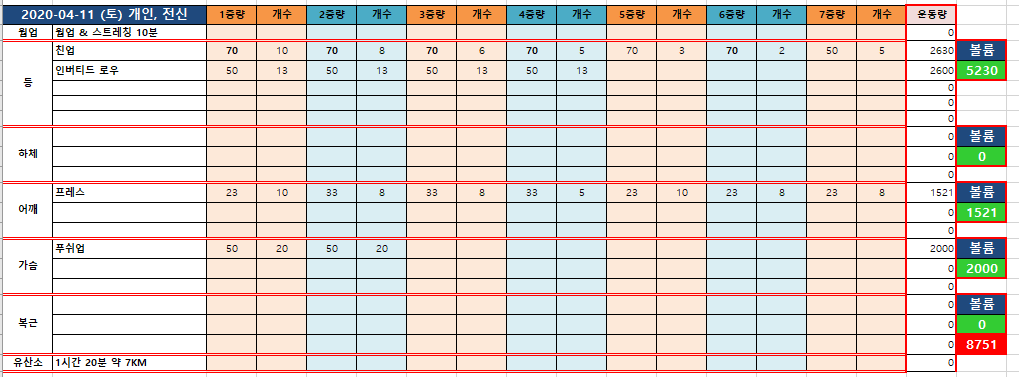 2020-04-11 (토) 개인, 전신 1중량 개수 2중량 개수 3중량 개수 4중량 개수 5중량 개수 6중량 개수 7중량 개수 운동량
웜업 웜업 & 스트레칭 10분 0
등 친업 70 10 70 8 70 6 70 5 70 3 70 2 50 5 2630 볼륨
인버티드 로우 50 13 50 13 50 13 50 13 2600 5230
0
0
0
하체 0 볼륨
0 0
0
어깨 프레스 23 10 33 8 33 8 33 5 23 10 23 8 23 8 1521 볼륨
0 1521
0
가슴 푸쉬업 50 20 50 20 2000 볼륨
0 2000
0
복근 0 볼륨
0 0
0 8751
유산소 1시간 20분 약 7KM 0